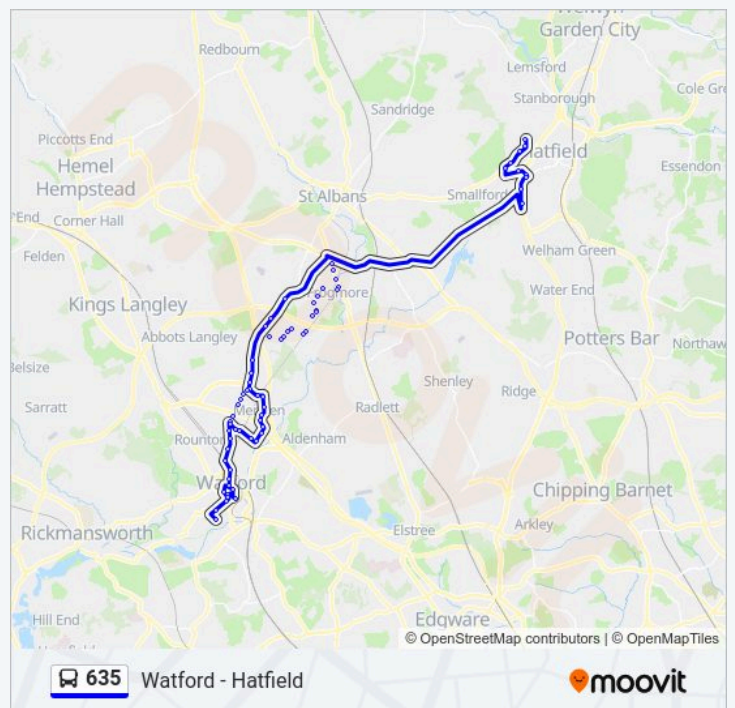 Welwyn
Garden City
Redbourn
Lemsford
Cole Gre
Stanborough
Sandridge
Piccotts End
Hatfield
Hemel
Hempstead
Essendon
St Albans
Smallford
End
Corner Hall
Felden
Welham Green
Frogmore
Water End
Kings Langley
Abbots Langley
Potters Bar
Northaw
Belsize
Shenley
Ridge
Sarratt
Radlett
Rounton
Aldenham
Watford
Chipping Barnet
Rickmansworth
Elstree
Arkley
Hill End
Edgware
© OpenStreetMap contributors | © OpenMapTiles
635 Watford - Hatfield
moovit